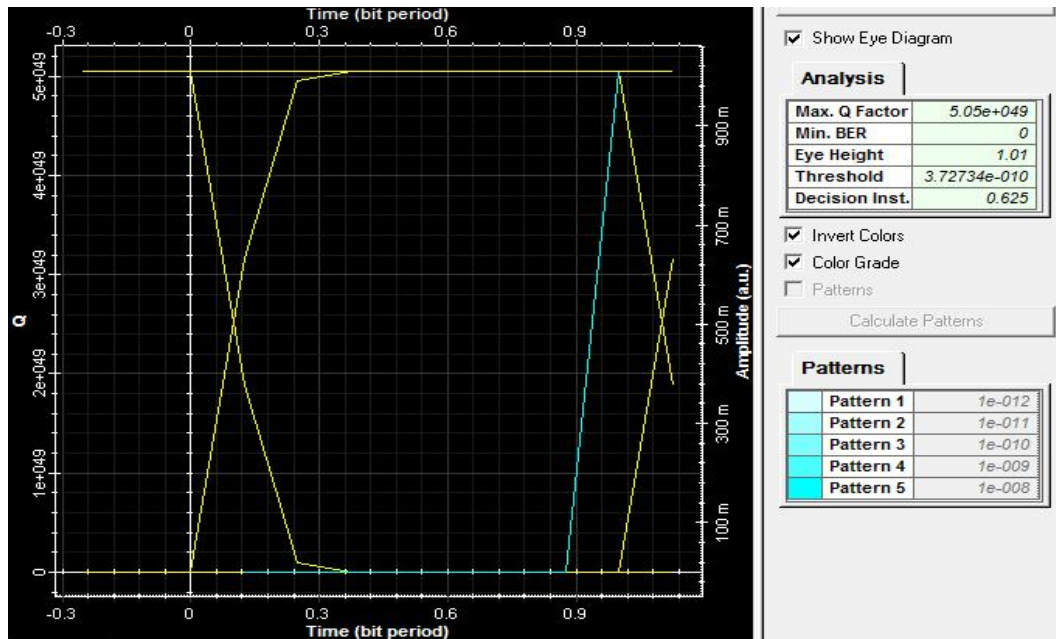 Time (bit period)
-0.3 0 0.3 0.6 0.9
5e+049
4e+049
3e+049
2e+049
1e+049
0
Q
900 m
700 m
500 m
300 m
100 m
Amplitude (a.u.)
-0.3 0 0.3 0.6 0.9
Time (bit period)
Show Eye Diagram
Analysis
Max. Q Factor 5.05e+049
Min. BER 0
Eye Height 1.01
Threshold 3.72734e-010
Decision Inst. 0.625
Invert Colors
Color Grade
Patterns
Calculate Patterns
Patterns
Pattern 1 1e-012
Pattern 2 1e-011
Pattern 3 1e-010
Pattern 4 1e-009
Pattern 5 1e-008